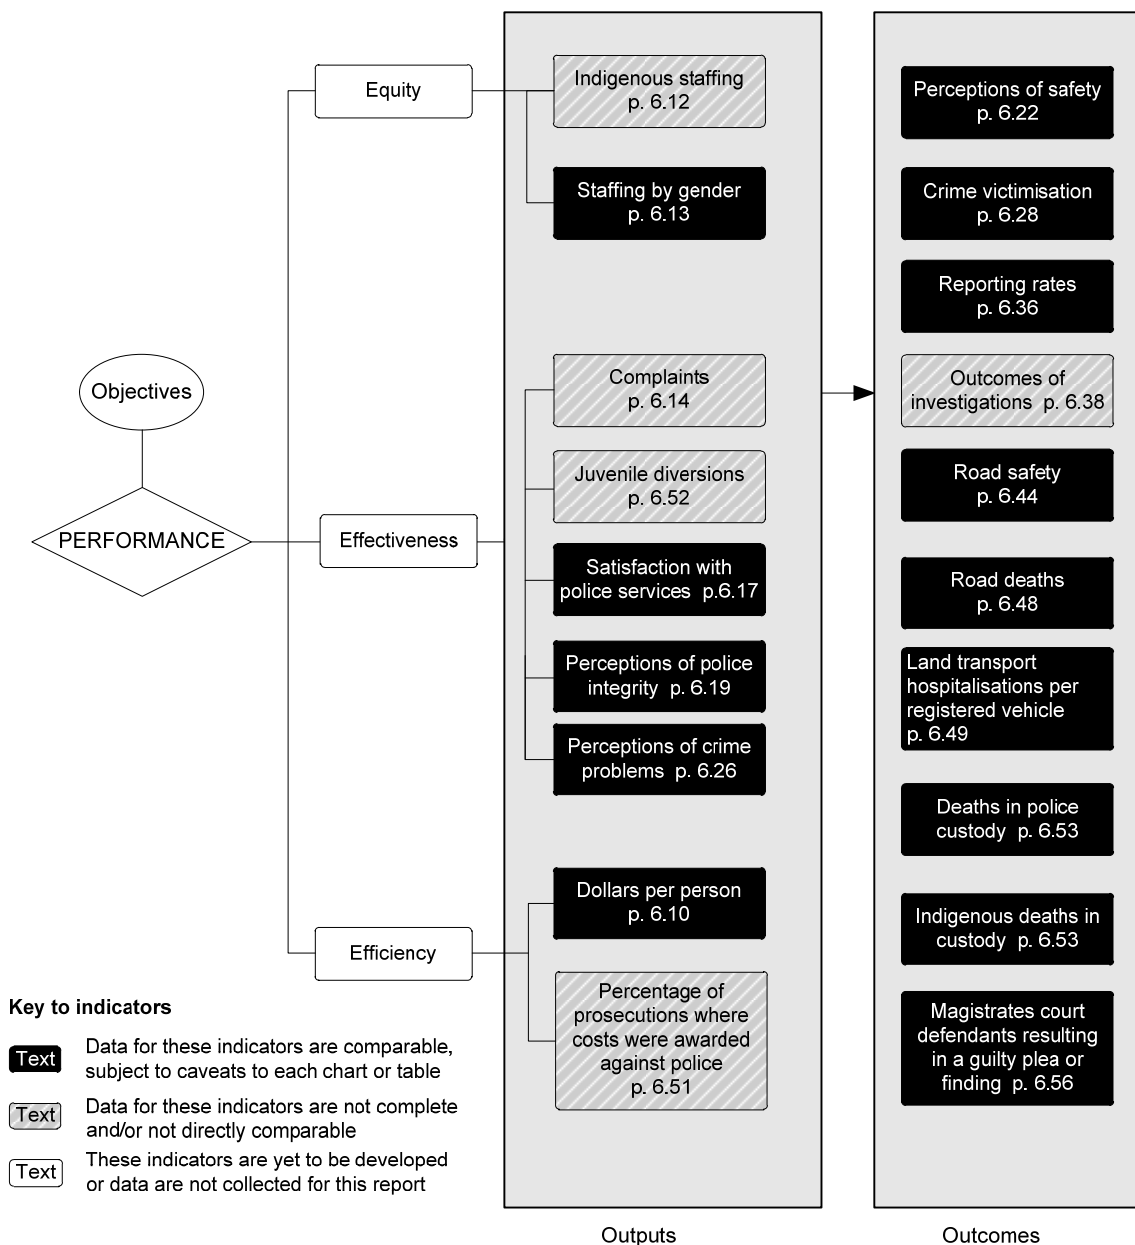 Objectives
PERFORMANCE
Equity
Effectiveness
Efficiency
Indigenous staffing
p. 6.12
Staffing by gender
p. 6.13
Complaints
p. 6.14
Juvenile diversions
p. 6.52
Satisfaction with
police services p.6.17
Perceptions of police
integrity p. 6.19
Perceptions of crime
problems p. 6.26
Dollars per person
p. 6.10
Percentage of
prosecutions where
costs were awarded
against police
p. 6.51
Outputs
Perceptions of safety
p. 6.22
Crime victimisation
p. 6.28
Reporting rates
p. 6.36
Outcomes of
investigations p. 6.38
Road safety
p. 6.44
Road deaths
p. 6.48
Land transport
hospitalisations per
registered vehicle
p. 6.49
Deaths in police
custody p. 6.53
Indigenous deaths in
custody p. 6.53
Magistrates court
defendants resulting
in a guilty plea or
finding p. 6.56
Outcomes
Key to indicators
Text
Data for these indicators are comparable,
subject to caveats to each chart or table
Text
Data for these indicators are not complete
and/or not directly comparable
Text
These indicators are yet to be developed
or data are not collected for this report